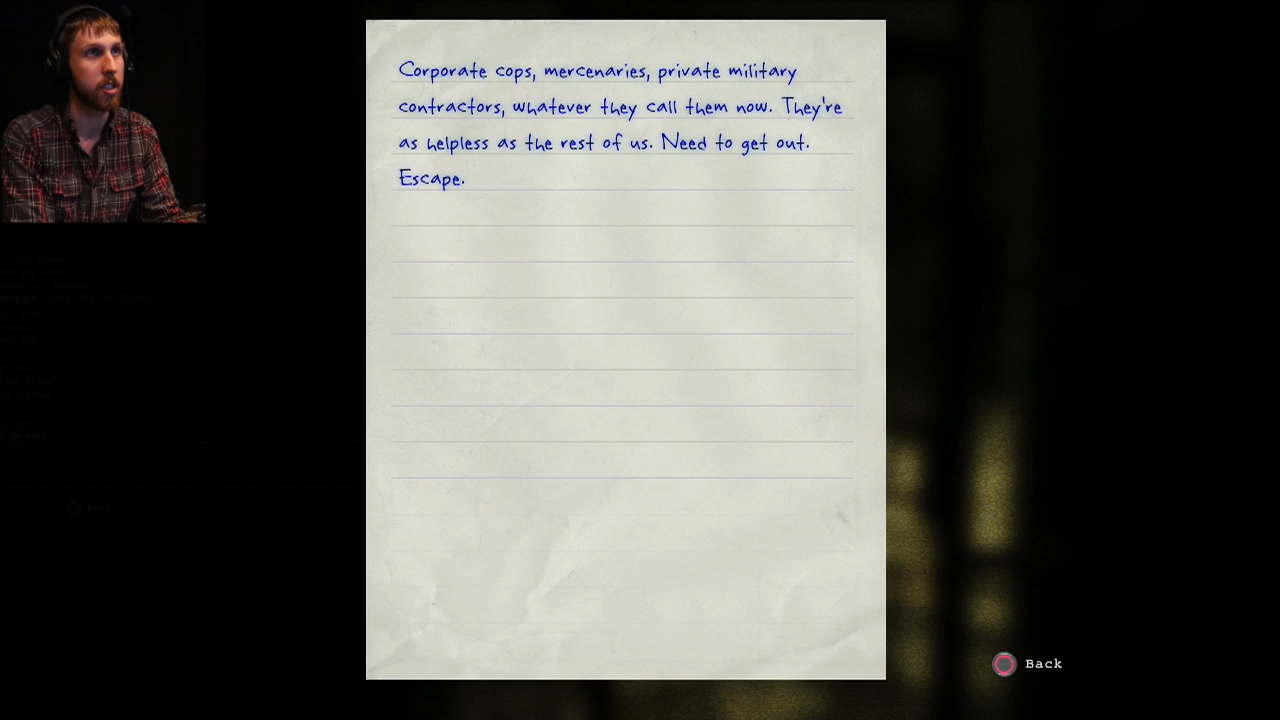 Corporate cops, mercenaries, private military
contractors, whatever they call them now. They're
as helpless as the rest of us. Need to get out.
Escape.
Back